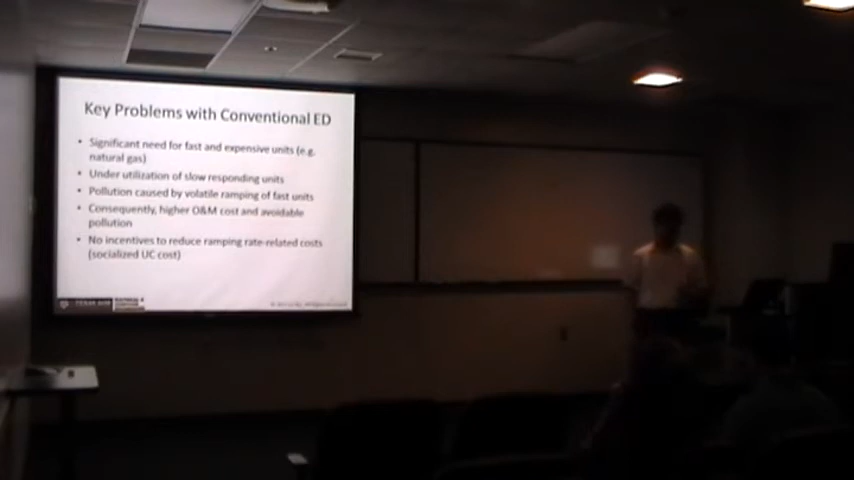 Key Problems with Conventional ED
• Significant need for fast and expensive units (e.g.
natural gas)
• Under utilization of slow responding units
• Pollution caused by volatile ramping of fast units
• Consequently, higher O&M cost and avoidable
pollution
• No incentives to reduce ramping rate-related costs
(socialized UC cost)
TEXAS A&M